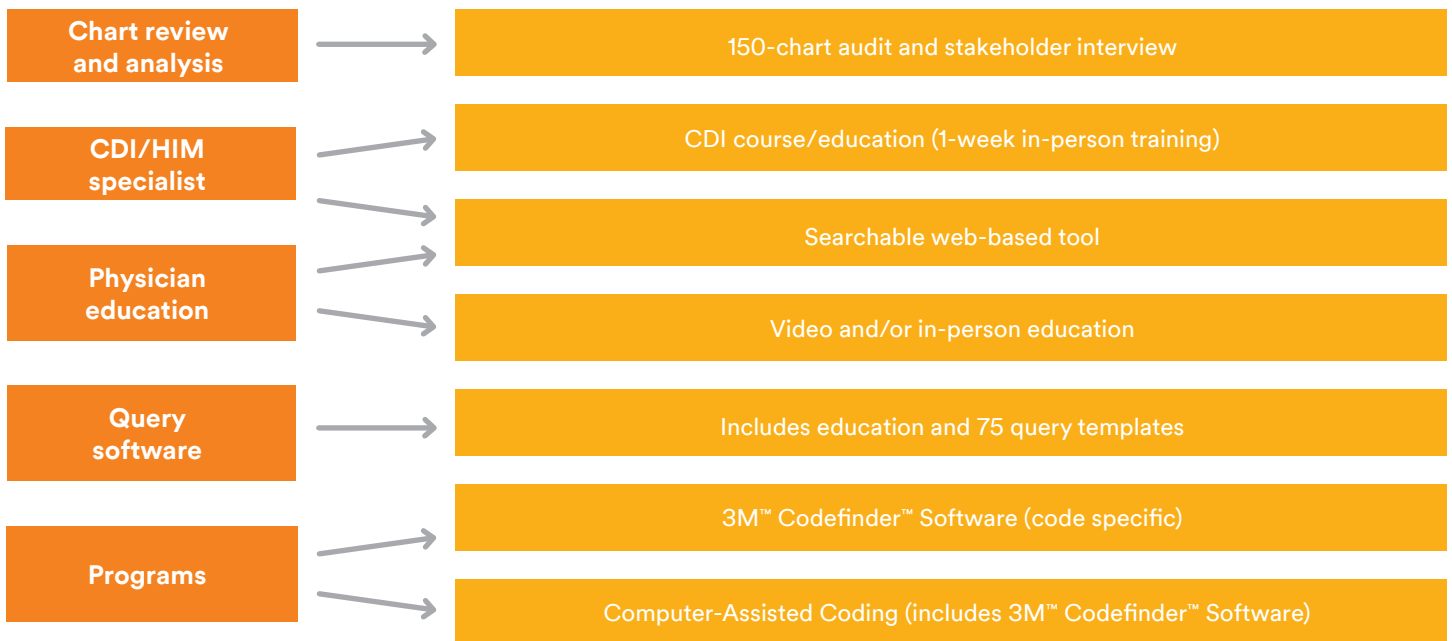 Chart review
and analysis
150-chart audit and stakeholder interview
CDI/HIM
specialist
CDI course/education (1-week in-person training)
Searchable web-based tool
Physician
education
Video and/or in-person education
Query
software
Includes education and 75 query templates
Programs
3M™ Codefinder™ Software (code specific)
Computer-Assisted Coding (includes 3M™ Codefinder™ Software)